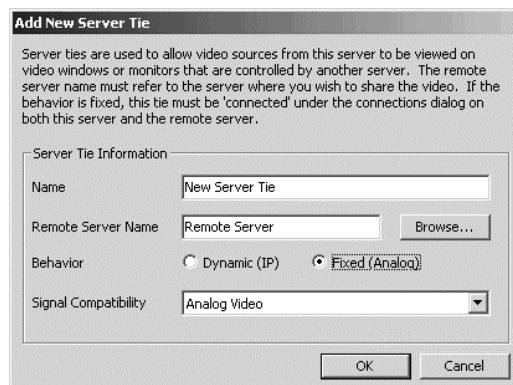 Add New Server Tie
Server ties are used to allow video sources from this server to be viewed on
video windows or monitors that are controlled by another server. The remote
server name must refer to the server where you wish to share the video. If the
behavior is fixed, this tie must be 'connected' under the connections dialog on
both this server and the remote server.
Server Tie Information
Name New Server Tie
Remote Server Name Remote Server Browse...
Behavior Dynamic (IP) Fixed (Analog)
Signal Compatibility Analog Video
OK Cancel